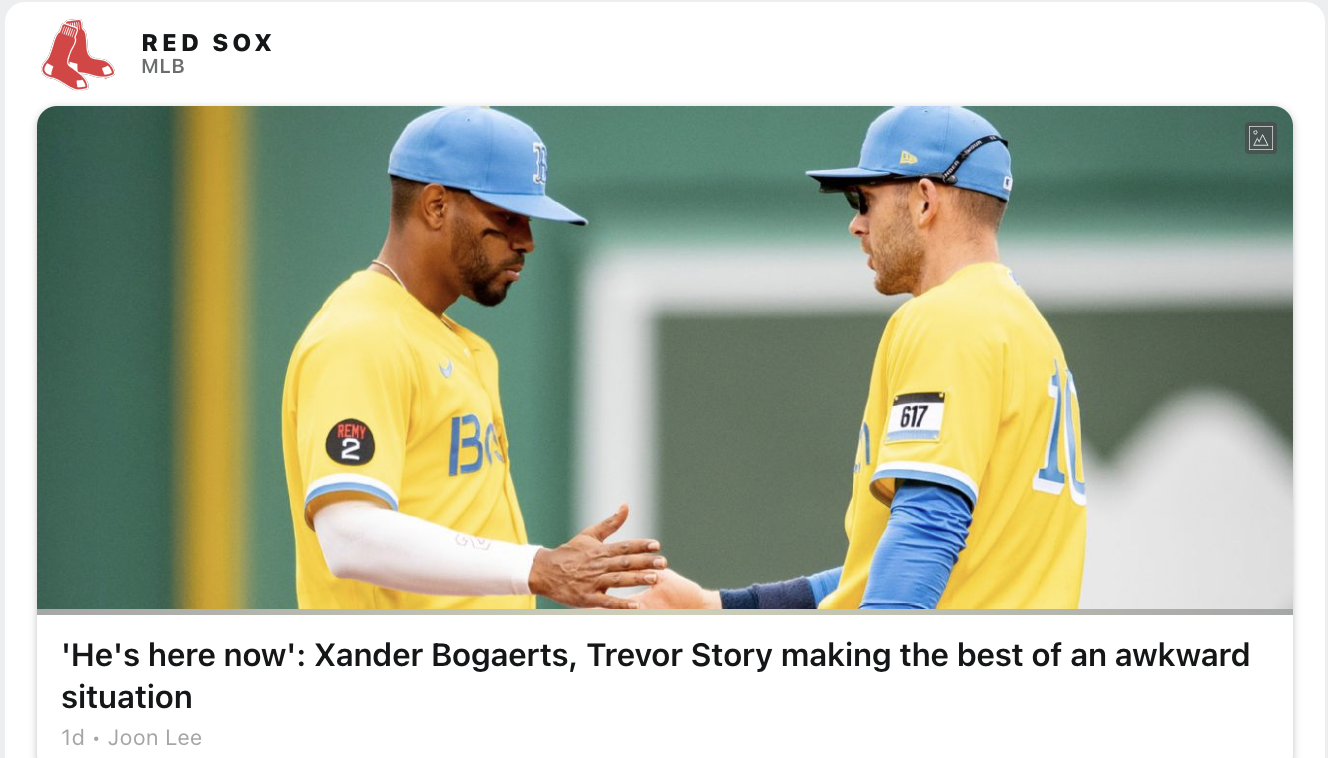 RED SOX
MLB
B
REMY
2
Bos
617
10
'He's here now': Xander Bogaerts, Trevor Story making the best of an awkward
situation
1d • Joon Lee